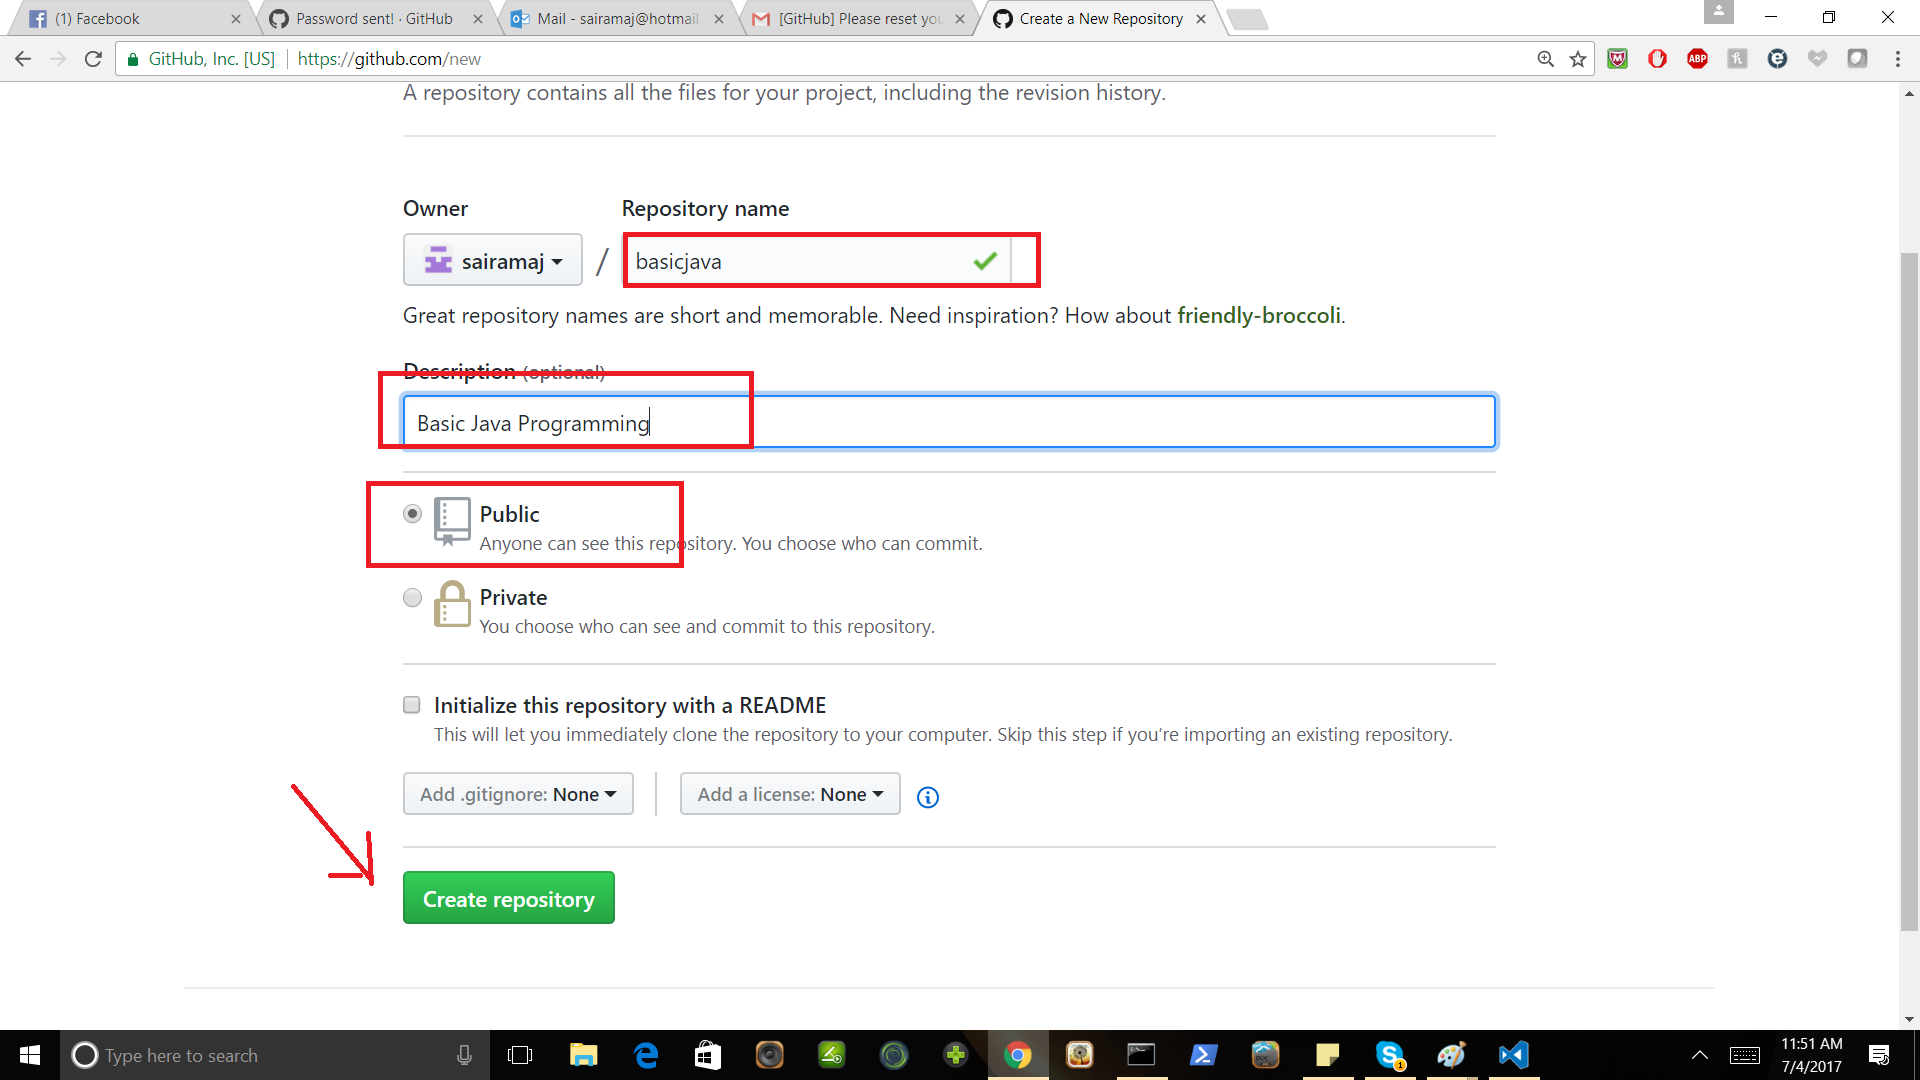 (1) Facebook
Password sent! · GitHub
Mail - sairamaj@hotmail.
[GitHub] Please reset you
Create a New Repository
GitHub, Inc. [US]
https://github.com/new
ABP
A repository contains all the files for your project, including the revision history.
Owner
Repository name
sairamaj / basicjava
Great repository names are short and memorable. Need inspiration? How about friendly-broccoli.
Description (optional)
Basic Java Programming
Public
Anyone can see this repository. You choose who can commit.
Private
You choose who can see and commit to this repository.
Initialize this repository with a README
This will let you immediately clone the repository to your computer. Skip this step if you’re importing an existing repository.
Add .gitignore: None
Add a license: None
Create repository
Type here to search
11:51 AM
7/4/2017